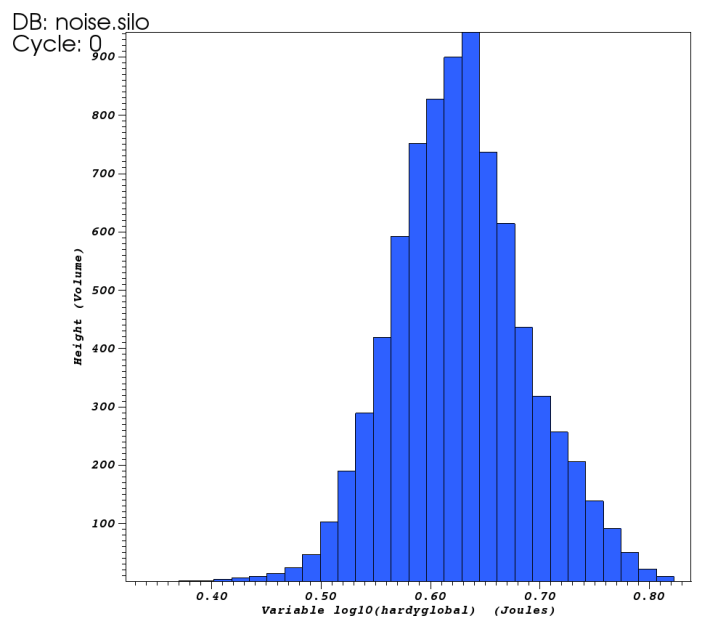 DB: noise.silo
Cycle: 0
900
800
700
600
500
400
300
200
100
Height (Volume)
0.40 0.50 0.60 0.70 0.80
Variable log10(hardyglobal) (Joules)